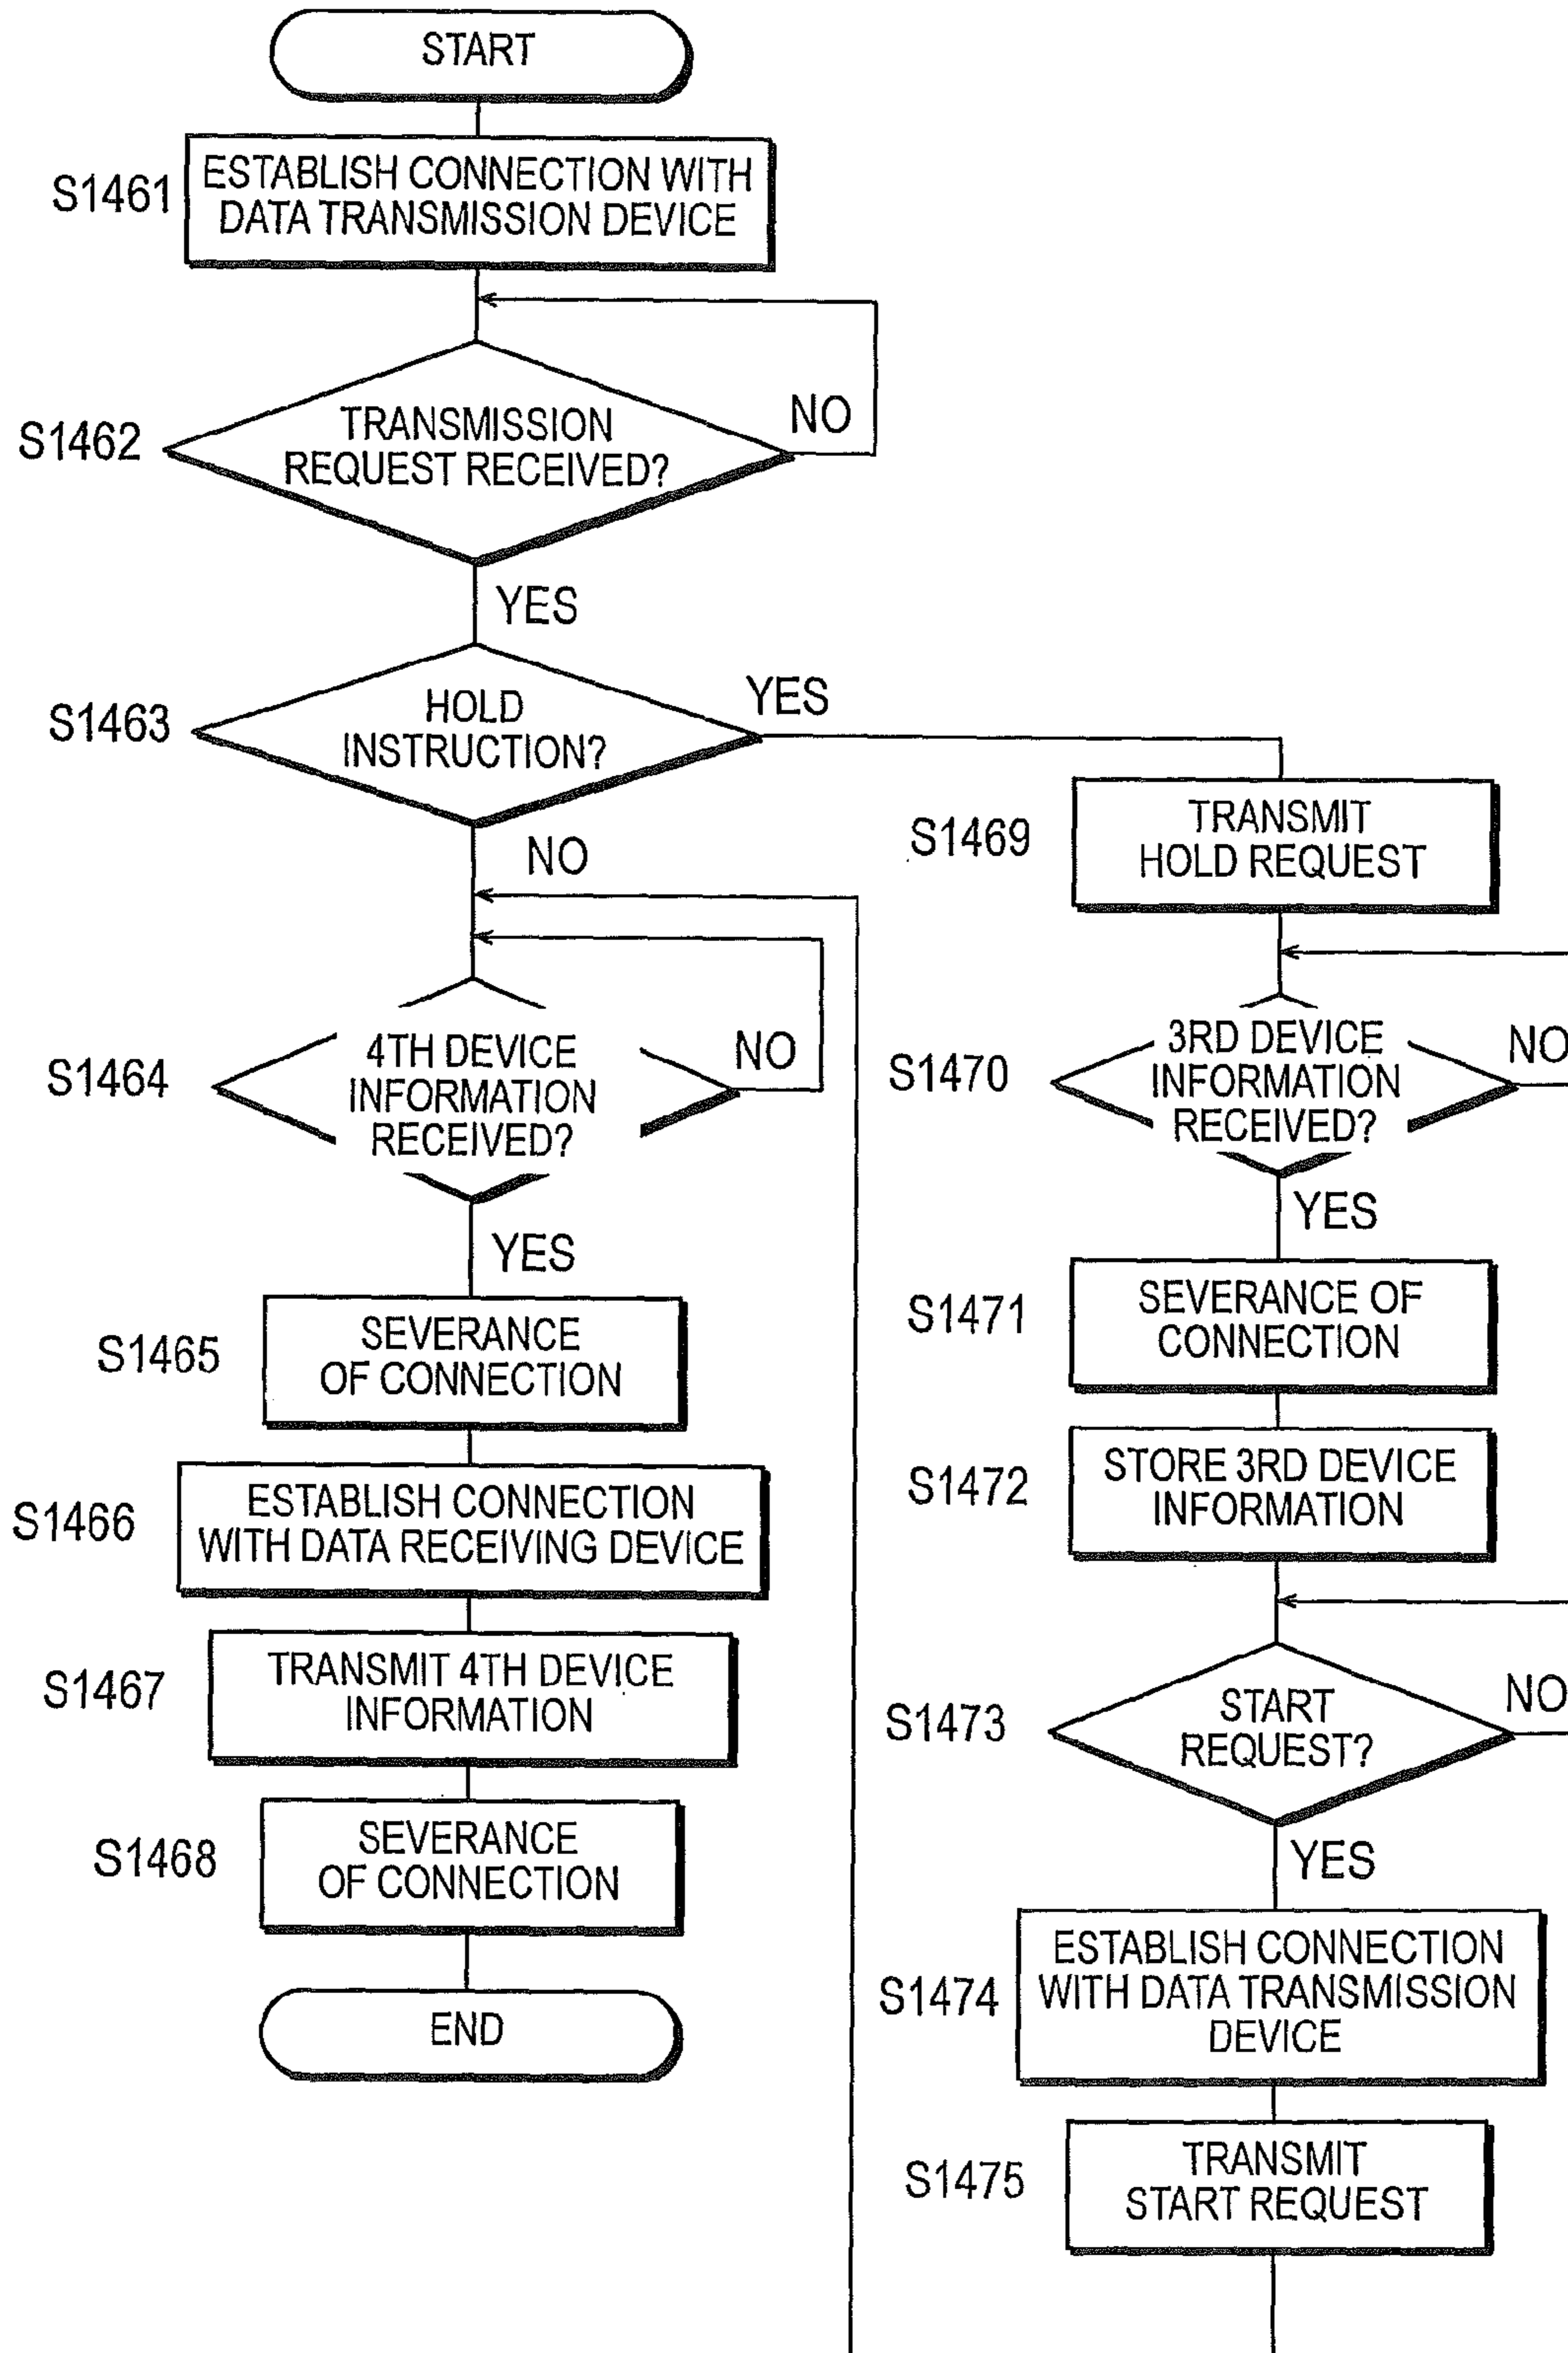 START
S1461
ESTABLISH CONNECTION WITH
DATA TRANSMISSION DEVICE
S1462
TRANSMISSION
REQUEST RECEIVED?
NO
YES
S1463
HOLD
INSTRUCTION?
YES
NO
S1464
4TH DEVICE
INFORMATION
RECEIVED?
NO
YES
S1465
SEVERANCE
OF CONNECTION
S1466
ESTABLISH CONNECTION
WITH DATA RECEIVING DEVICE
S1467
TRANSMIT 4TH DEVICE
INFORMATION
S1468
SEVERANCE
OF CONNECTION
END
S1469
TRANSMIT
HOLD REQUEST
S1470
3RD DEVICE
INFORMATION
RECEIVED?
NO
YES
S1471
SEVERANCE OF
CONNECTION
S1472
STORE 3RD DEVICE
INFORMATION
S1473
START
REQUEST?
NO
YES
S1474
ESTABLISH CONNECTION
WITH DATA TRANSMISSION
DEVICE
S1475
TRANSMIT
START REQUEST